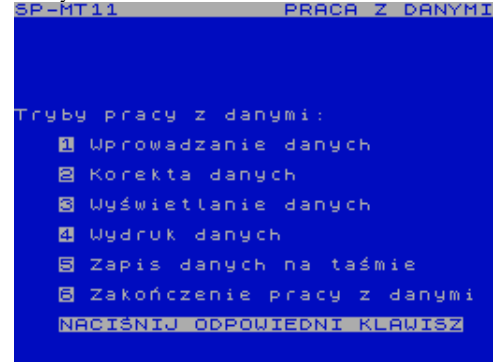 SP-MT11 PRACA Z DANYMI
Tryby pracy z danymi:
1 Wprowadzanie danych
2 Korekta danych
3 Wyświetlanie danych
4 Wydruk danych
5 Zapis danych na taśmie
6 Zakończenie pracy z danymi
NACIŚNIJ ODPOWIEDNI KLAWISZ